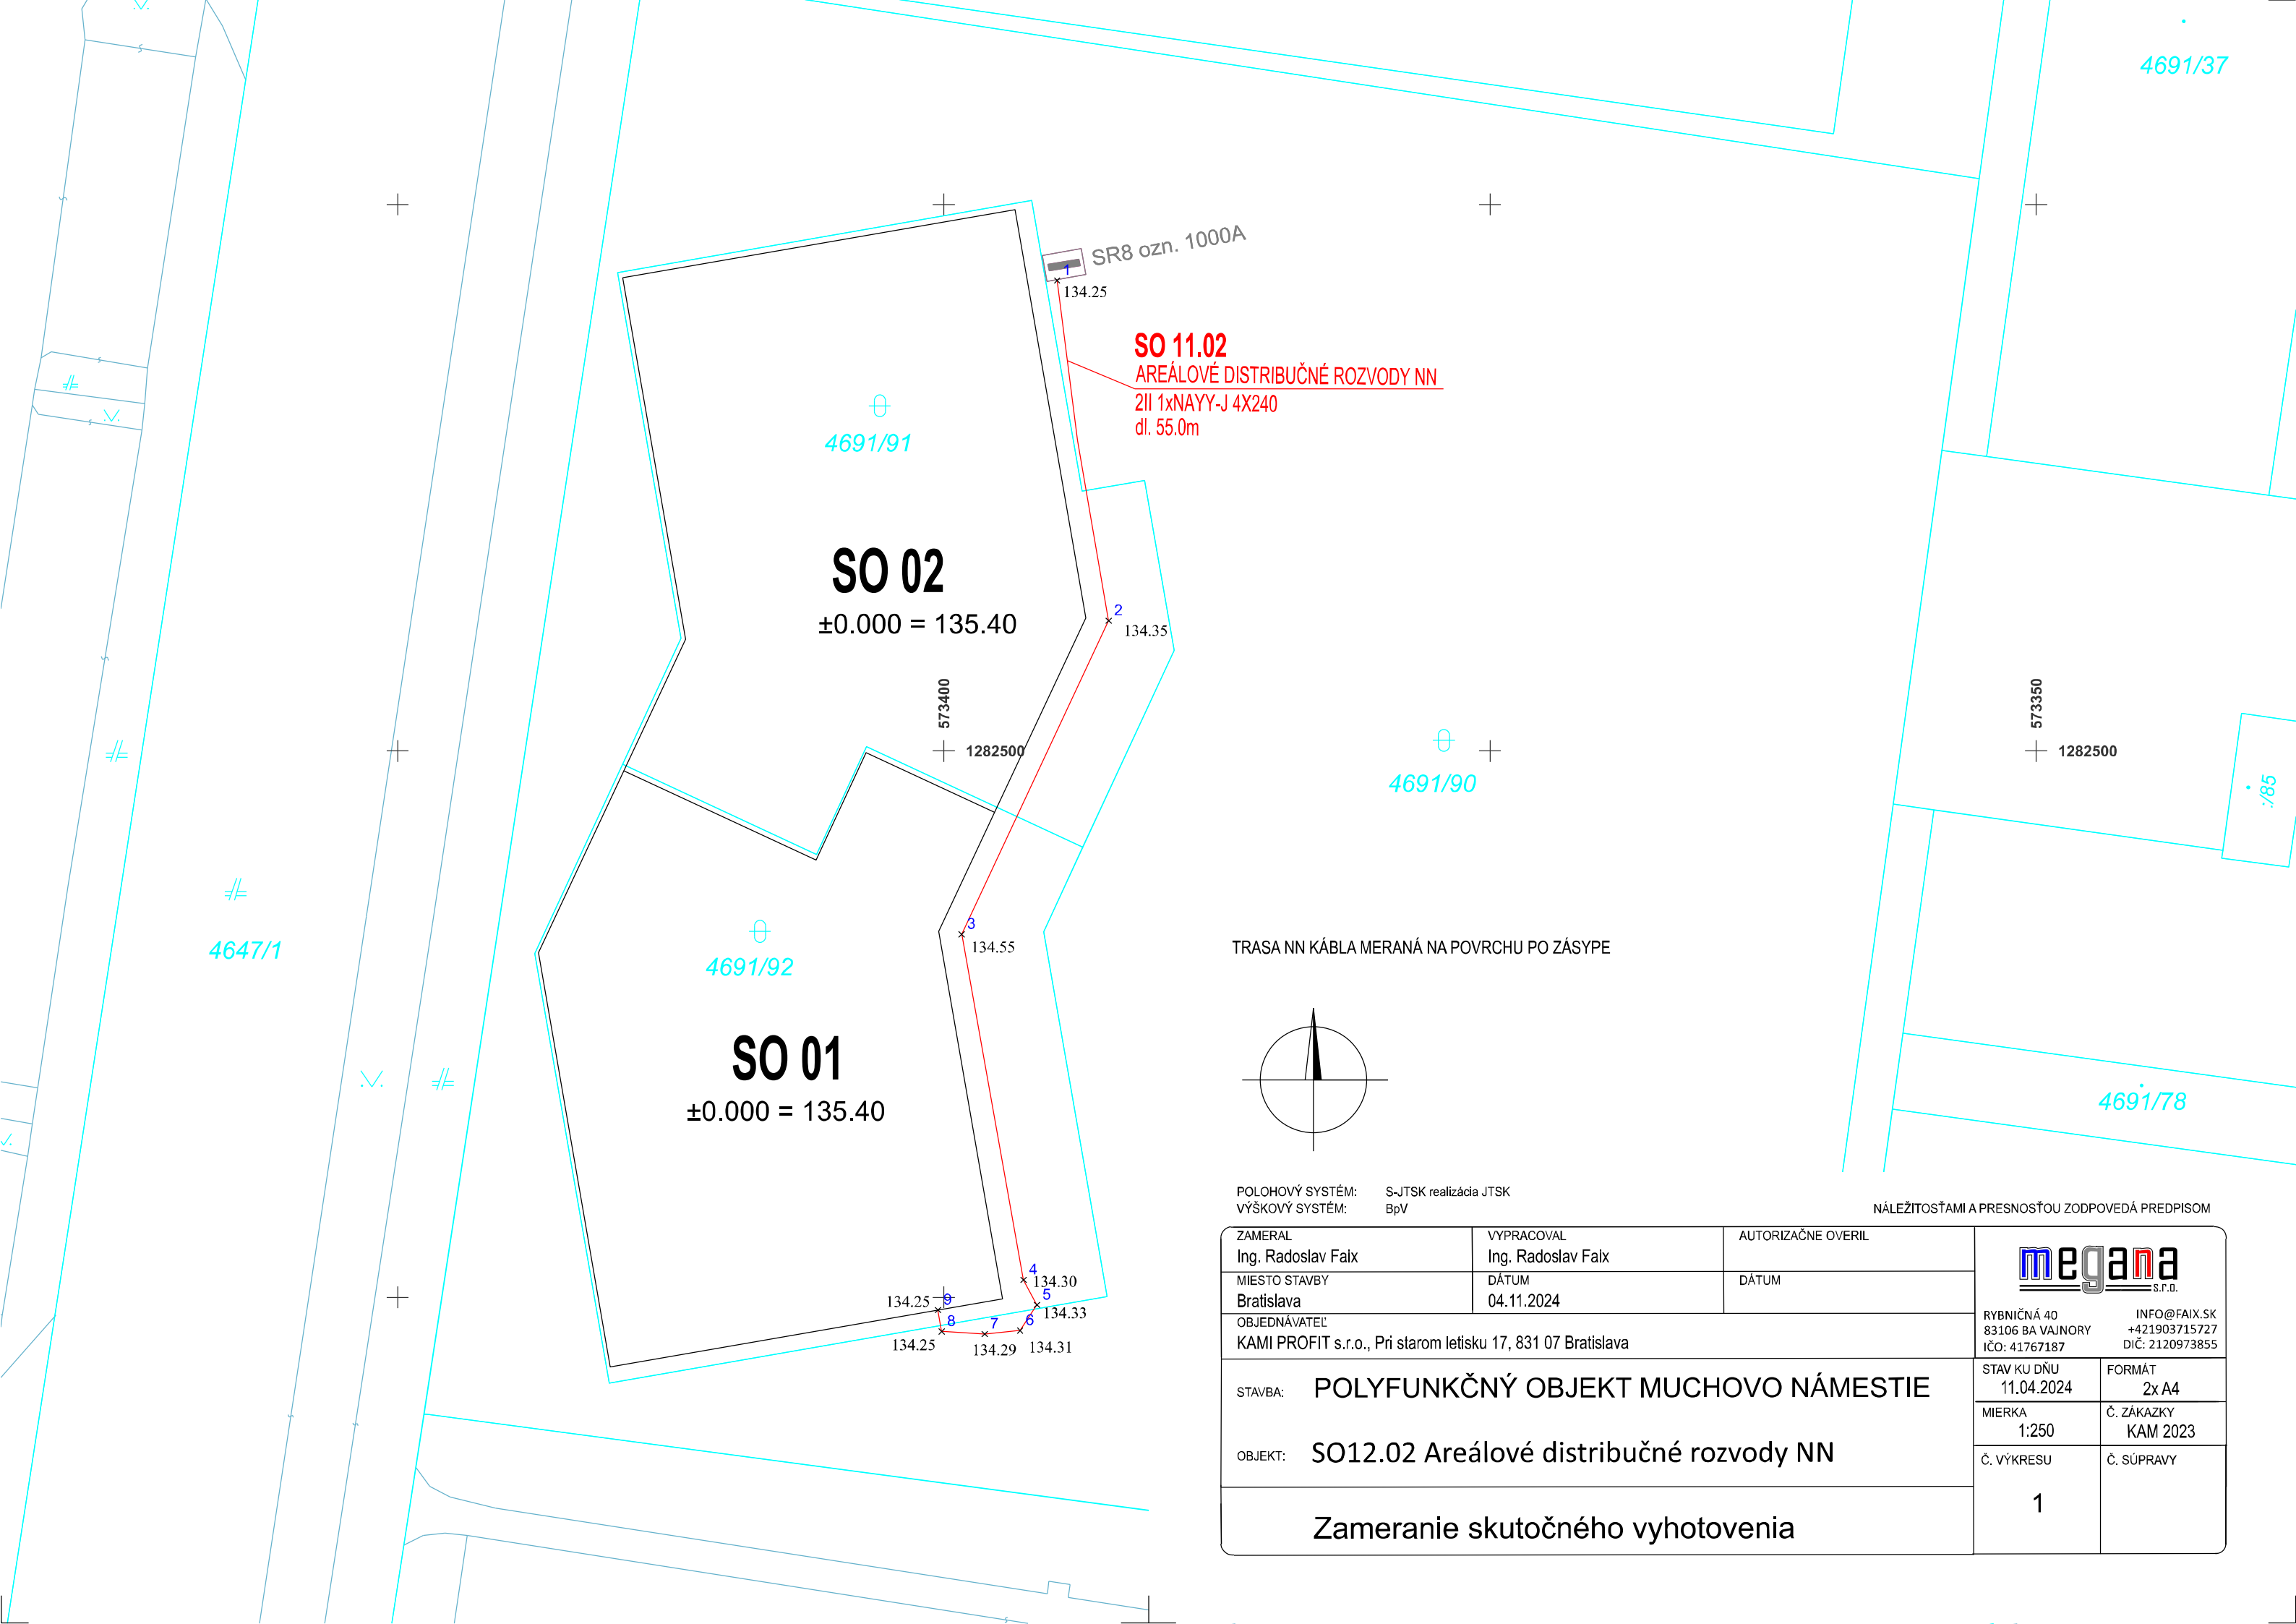 4691/37
SR8 ozn. 1000A
1
134.25
SO 11.02
AREÁLOVÉ DISTRIBUČNÉ ROZVODY NN
2II 1xNAYY-J 4X240
dl. 55.0m
4691/91
SO 02
±0.000 = 135.40
2
134.35
573400
1282500
573350
1282500
4691/90
:/85
3
134.55
4647/1
4691/92
TRASA NN KÁBLA MERANÁ NA POVRCHU PO ZÁSYPE
SO 01
±0.000 = 135.40
4691/78
4
134.30
5
134.33
6
134.31
7
134.29
8
134.25
9
134.25
POLOHOVÝ SYSTÉM: S-JTSK realizácia JTSK
VÝŠKOVÝ SYSTÉM: BpV
NÁLEŽITOSŤAMI A PRESNOSŤOU ZODPOVEDÁ PREDPISOM
ZAMERAL
Ing. Radoslav Faix
VYPRACOVAL
Ing. Radoslav Faix
AUTORIZAČNE OVERIL
MIESTO STAVBY
Bratislava
DÁTUM
04.11.2024
DÁTUM
megana
s.r.o.
RYBNIČNÁ 40
83106 BA VAJNORY
IČO: 41767187
INFO@FAIX.SK
+421903715727
DIČ: 2120973855
OBJEDNÁVATEĽ
KAMI PROFIT s.r.o., Pri starom letisku 17, 831 07 Bratislava
STAVBA: POLYFUNKČNÝ OBJEKT MUCHOVO NÁMESTIE
OBJEKT: SO12.02 Areálové distribučné rozvody NN
Zameranie skutočného vyhotovenia
STAV KU DŇU
11.04.2024
FORMÁT
2x A4
MIERKA
1:250
Č. ZÁKAZKY
KAM 2023
Č. VÝKRESU
1
Č. SÚPRAVY